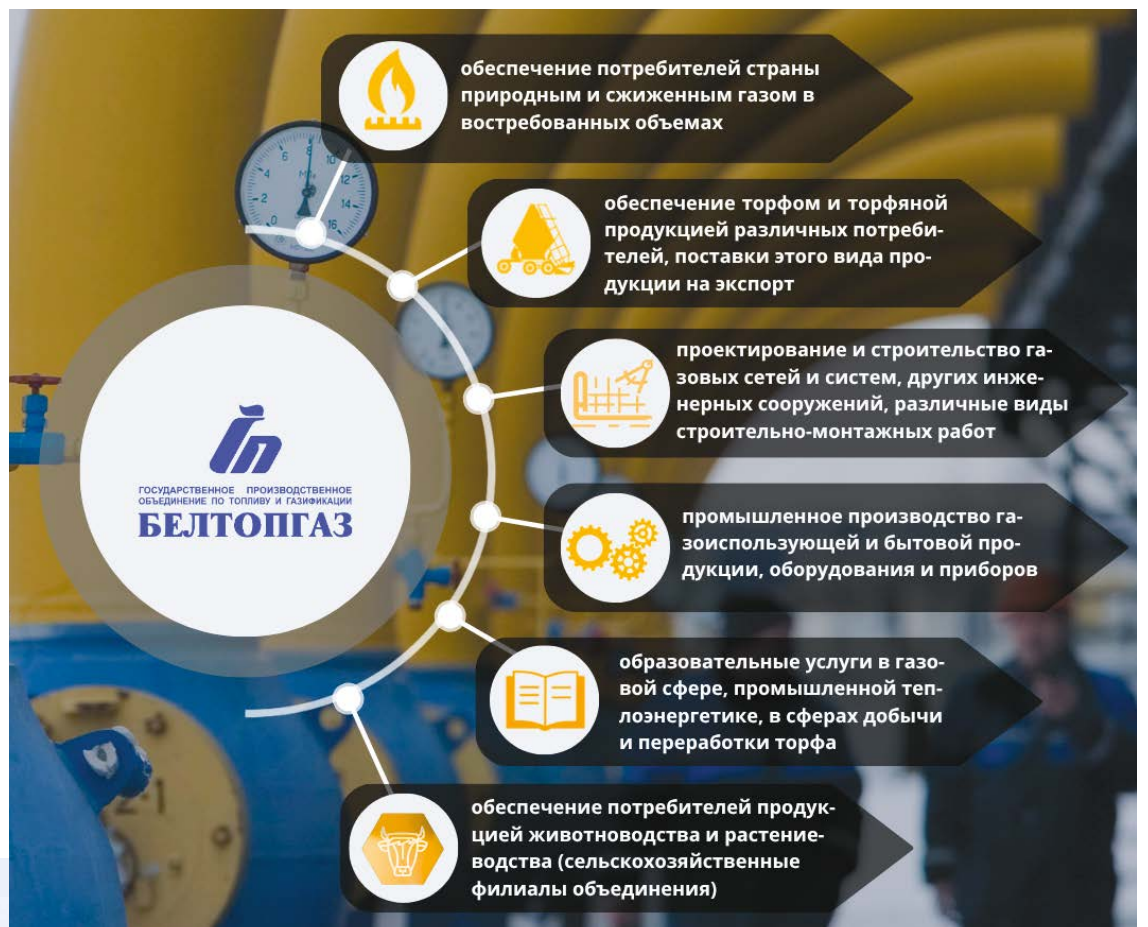 обеспечение потребителей страны
природным и сжиженным газом в
востребованных объемах
обеспечение торфом и торфяной
продукцией различных потреби-
телей, поставки этого вида про-
дукции на экспорт
проектирование и строительство га-
зовых сетей и систем, других инже-
нерных сооружений, различные виды
строительно-монтажных работ
ГОСУДАРСТВЕННОЕ ПРОИЗВОДСТВЕННОЕ
ОБЪЕДИНЕНИЕ ПО ТОПЛИВУ И ГАЗИФИКАЦИИ
БЕЛТОПГАЗ
промышленное производство га-
зоиспользующей и бытовой про-
дукции, оборудования и приборов
образовательные услуги в газо-
вой сфере, промышленной теп-
лоэнергетике, в сферах добычи
и переработки торфа
обеспечение потребителей продук-
цией животноводства и растение-
водства (сельскохозяйственные
филиалы объединения)